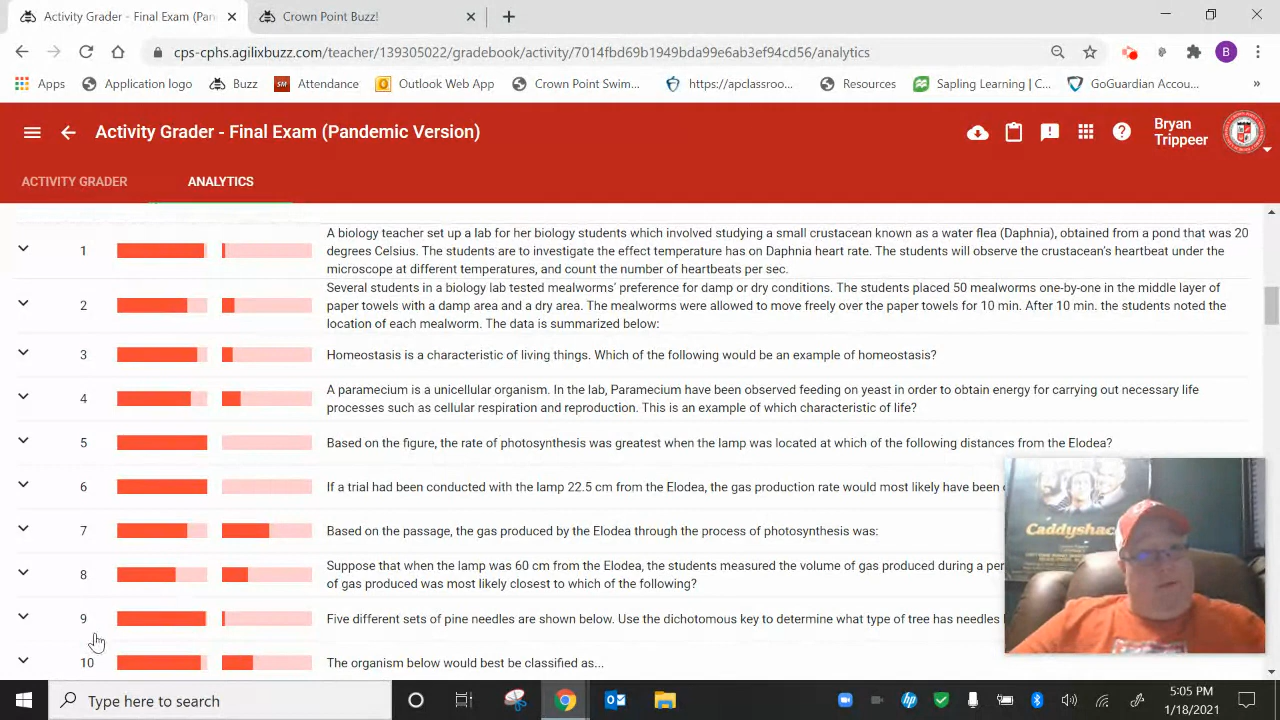 Activity Grader - Final Exam (Pan
Crown Point Buzz!
cps-cphs.agilixbuzz.com/teacher/139305022/gradebook/activity/7014fbd69b1949bda99e6ab3ef94cd56/analytics
B
Apps
Application logo
Buzz
SM
Attendance
Outlook Web App
Crown Point Swim...
https://apclassroo...
Resources
Sapling Learning | C...
GoGuardian Accou...
»
Activity Grader - Final Exam (Pandemic Version)
Bryan
Trippeer
ACTIVITY GRADER
ANALYTICS
1
A biology teacher set up a lab for her biology students which involved studying a small crustacean known as a water flea (Daphnia), obtained from a pond that was 20
degrees Celsius. The students are to investigate the effect temperature has on Daphnia heart rate. The students will observe the crustacean's heartbeat under the
microscope at different temperatures, and count the number of heartbeats per sec.
2
Several students in a biology lab tested mealworms' preference for damp or dry conditions. The students placed 50 mealworms one-by-one in the middle layer of
paper towels with a damp area and a dry area. The mealworms were allowed to move freely over the paper towels for 10 min. After 10 min. the students noted the
location of each mealworm. The data is summarized below:
3
Homeostasis is a characteristic of living things. Which of the following would be an example of homeostasis?
4
A paramecium is a unicellular organism. In the lab, Paramecium have been observed feeding on yeast in order to obtain energy for carrying out necessary life
processes such as cellular respiration and reproduction. This is an example of which characteristic of life?
5
Based on the figure, the rate of photosynthesis was greatest when the lamp was located at which of the following distances from the Elodea?
6
If a trial had been conducted with the lamp 22.5 cm from the Elodea, the gas production rate would most likely have been
7
Based on the passage, the gas produced by the Elodea through the process of photosynthesis was:
8
Suppose that when the lamp was 60 cm from the Elodea, the students measured the volume of gas produced during a per
of gas produced was most likely closest to which of the following?
9
Five different sets of pine needles are shown below. Use the dichotomous key to determine what type of tree has needles
10
The organism below would best be classified as...
Caddyshac
Type here to search
hp
5:05 PM
1/18/2021